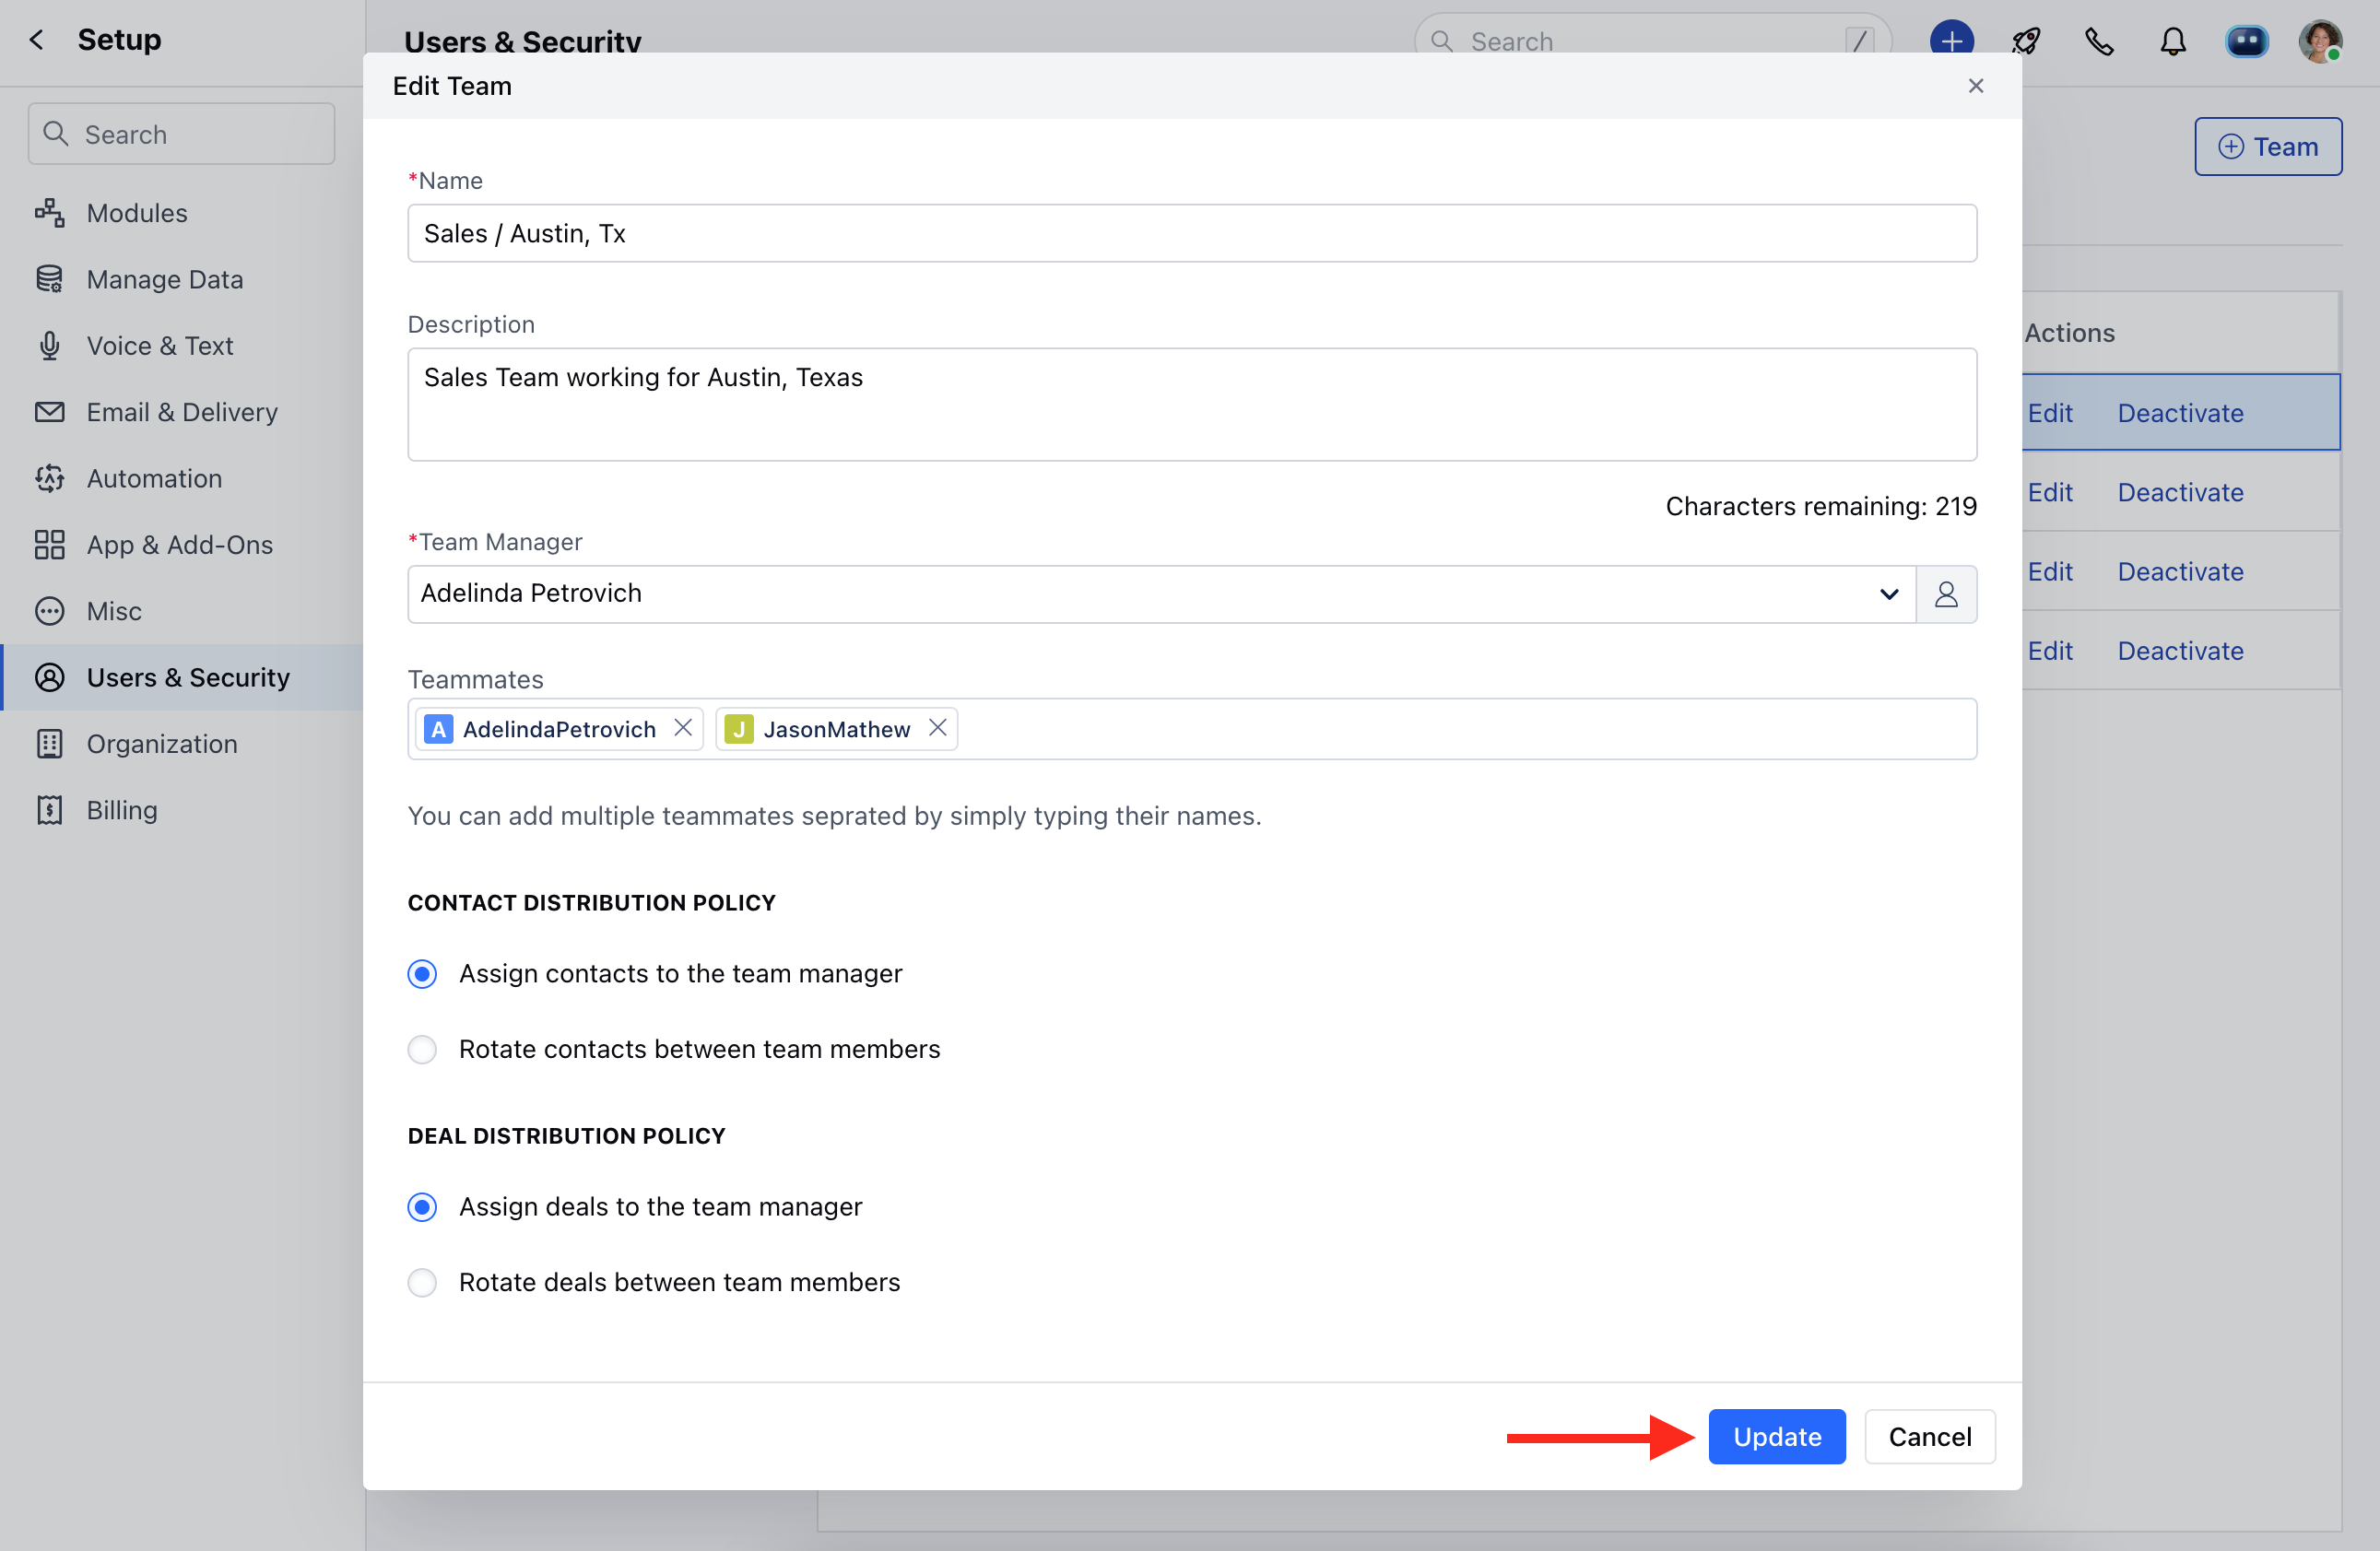 Setup
Users & Security
Search
/
Edit Team
Search
Team
Modules
Manage Data
Voice & Text
Email & Delivery
Automation
App & Add-Ons
Misc
Users & Security
Organization
Billing
*Name
Sales / Austin, Tx
Description
Sales Team working for Austin, Texas
Characters remaining: 219
*Team Manager
Adelinda Petrovich
Teammates
A AdelindaPetrovich
J JasonMathew
You can add multiple teammates seprated by simply typing their names.
CONTACT DISTRIBUTION POLICY
Assign contacts to the team manager
Rotate contacts between team members
DEAL DISTRIBUTION POLICY
Assign deals to the team manager
Rotate deals between team members
Update
Cancel
Actions
Edit Deactivate
Edit Deactivate
Edit Deactivate
Edit Deactivate